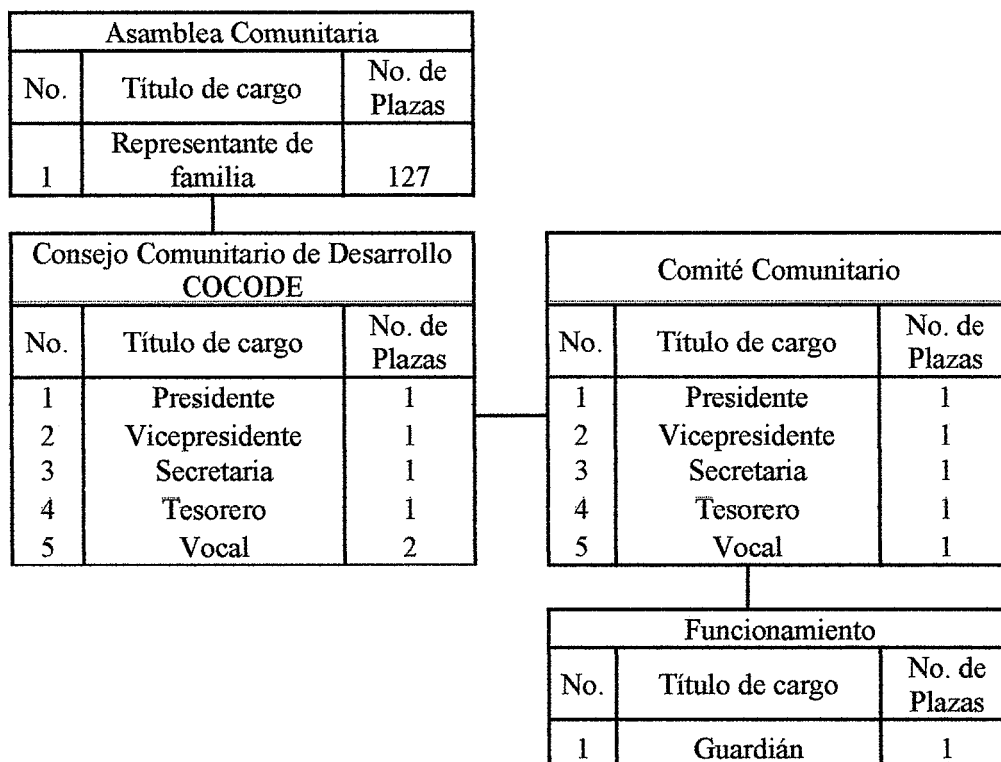 Asamblea Comunitaria
No. Título de cargo No. de Plazas
1 Representante de familia 127
Consejo Comunitario de Desarrollo
COCODE
No. Título de cargo No. de Plazas
1 Presidente 1
2 Vicepresidente 1
3 Secretaria 1
4 Tesorero 1
5 Vocal 2
Comité Comunitario
No. Título de cargo No. de Plazas
1 Presidente 1
2 Vicepresidente 1
3 Secretaria 1
4 Tesorero 1
5 Vocal 1
Funcionamiento
No. Título de cargo No. de Plazas
1 Guardián 1